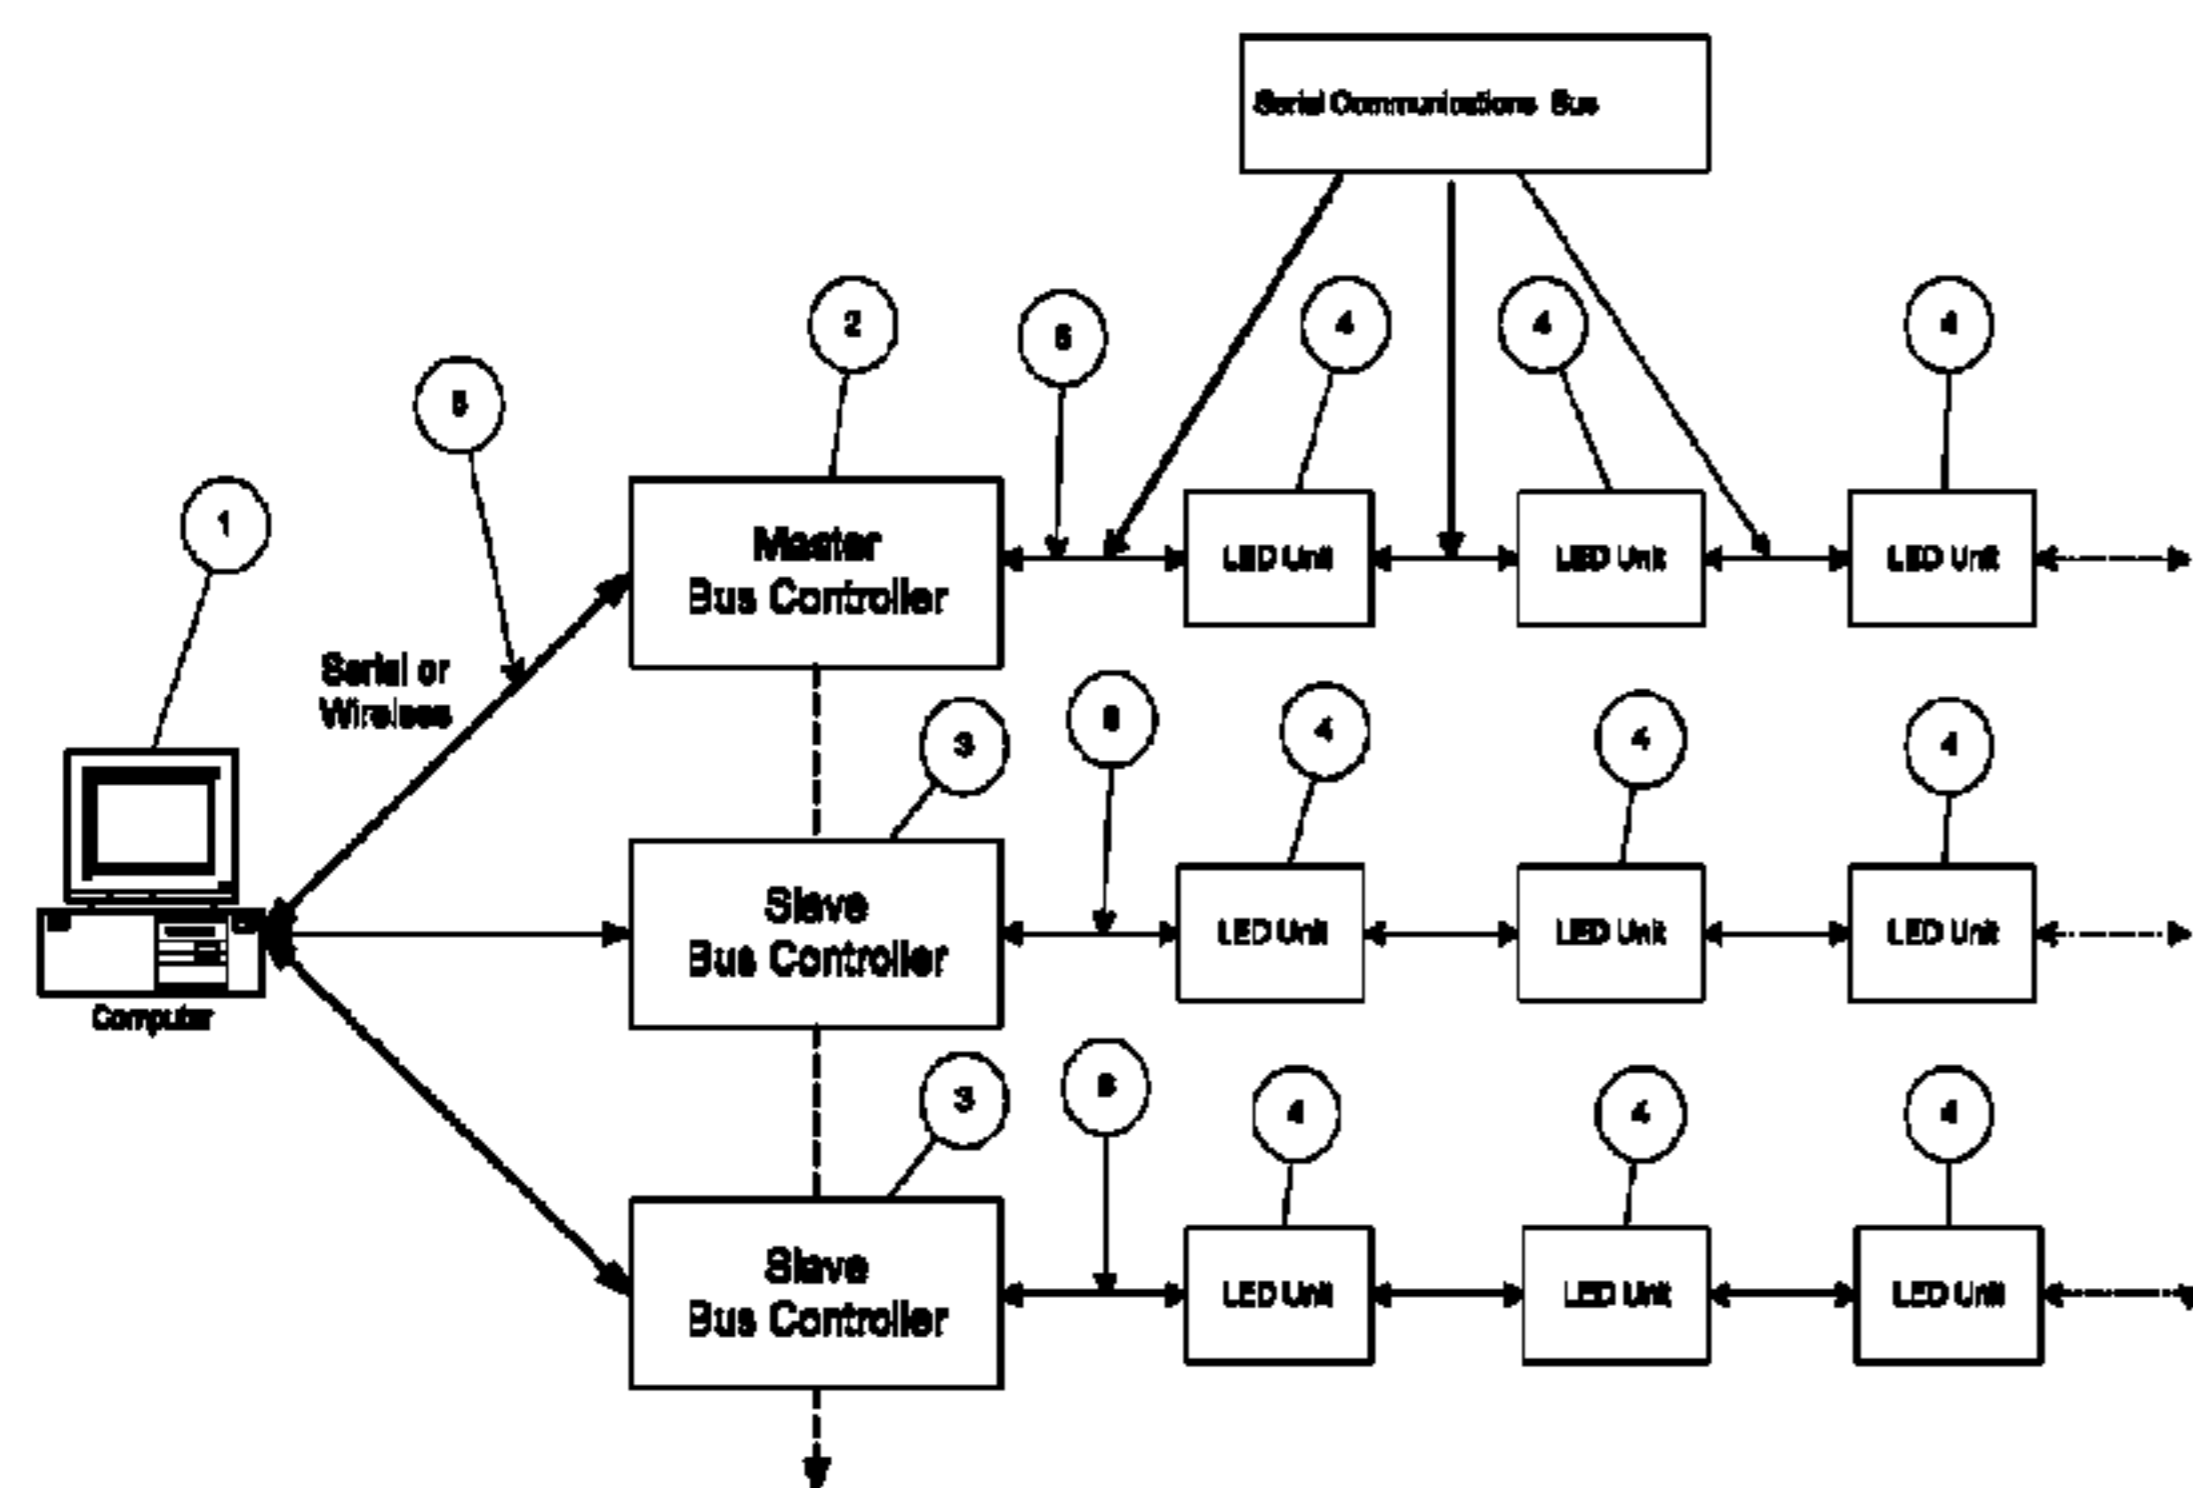 Serial Communications Bus
2
4
4
4
5
1
Master
Bus Controller
LED Unit
LED Unit
LED Unit
Serial or
Wireless
3
4
4
4
Slave
Bus Controller
LED Unit
LED Unit
LED Unit
Computer
3
4
4
4
Slave
Bus Controller
LED Unit
LED Unit
LED Unit